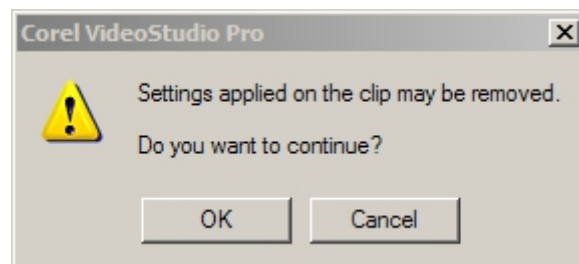 Corel VideoStudio Pro
Settings applied on the clip may be removed.
Do you want to continue?
OK
Cancel